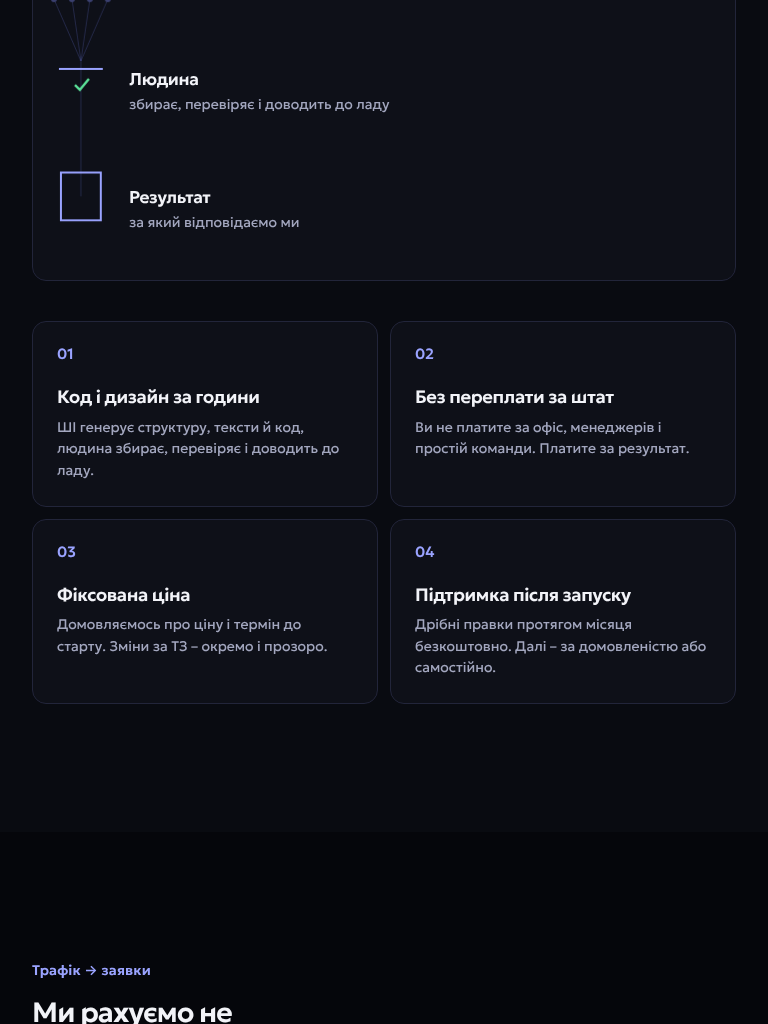 Людина
збирає, перевіряє і доводить до ладу
Результат
за який відповідаємо ми
01
Код і дизайн за години
ШІ генерує структуру, тексти й код,
людина збирає, перевіряє і доводить до
ладу.
02
Без переплати за штат
Ви не платите за офіс, менеджерів і
простій команди. Платите за результат.
03
Фіксована ціна
Домовляємось про ціну і термін до
старту. Зміни за ТЗ – окремо і прозоро.
04
Підтримка після запуску
Дрібні правки протягом місяця
безкоштовно. Далі – за домовленістю або
самостійно.
Трафік → заявки
Ми рахуємо не